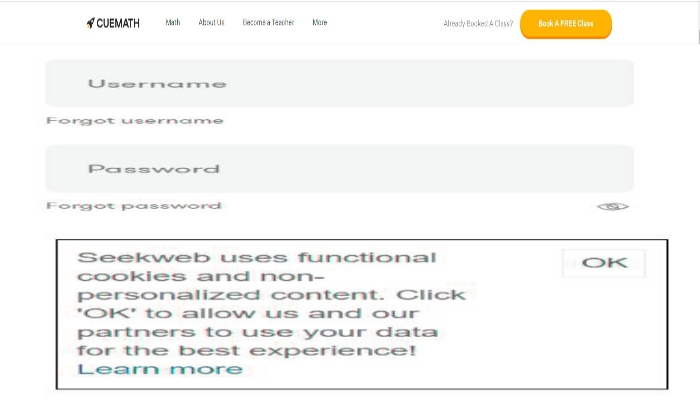 CUEMATH Math About Us Become a Teacher More Already Booked A Class? Book A FREE Class
Username
Forgot username
Password
Forgot password
Seekweb uses functional
cookies and non-
personalized content. Click
'OK' to allow us and our
partners to use your data
for the best experience!
Learn more
OK